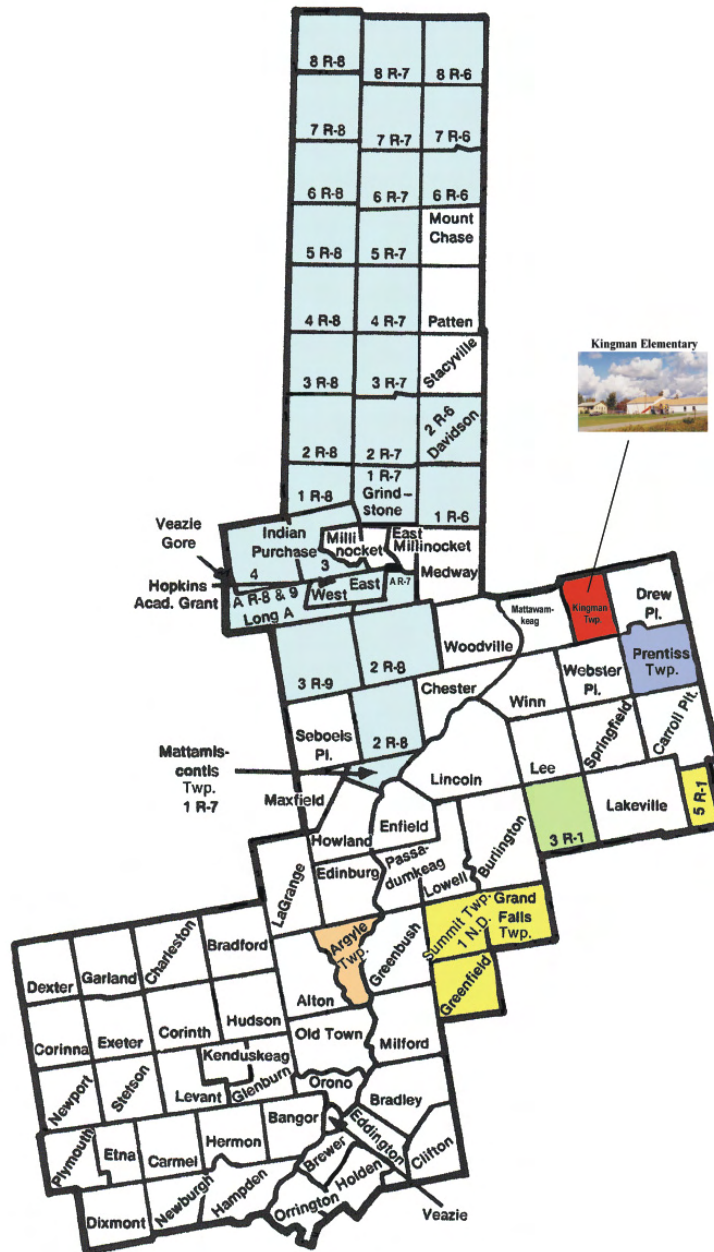 8 R-8
8 R-7
8 R-6
7 R-8
7 R-7
7 R-6
6 R-8
6 R-7
6 R-6
Mount
Chase
5 R-8
5 R-7
4 R-8
4 R-7
Patten
Kingman Elementary
3 R-8
3 R-7
Stacyville
2 R-8
2 R-7
2 R-6
Davidson
1 R-8
1 R-7
Grind-
stone
1 R-6
Veazie
Gore
Indian
Purchase
4
3
Milli
nocket
East
Millinocket
Medway
Hopkins
Acad. Grant
A R-8 & 9
Long A
West
East
A R-7
Mattawam-
keag
Kingman
Twp.
Drew
Pl.
Woodville
3 R-9
2 R-8
Chester
Winn
Webster
Pl.
Prentiss
Twp.
Seboeis
Pl.
2 R-8
Springfield
Carroll Plt.
Mattamis-
contis
Twp.
1 R-7
Lincoln
Lee
Maxfield
Lakeville
5 R-1
3 R-1
Howland
Enfield
Burlington
Edinburg
Passa-
dumkeag
Lowell
LaGrange
Argyle
Twp.
Greenbush
Summit Twp.
1 N.D.
Grand
Falls
Twp.
Greenfield
Dexter
Garland
Charleston
Bradford
Alton
Corinna
Exeter
Corinth
Hudson
Old Town
Milford
Newport
Stetson
Levant
Kenduskeag
Glenburn
Orono
Bradley
Plymouth
Etna
Carmel
Hermon
Bangor
Eddington
Clifton
Dixmont
Newburgh
Hampden
Brewer
Holden
Orrington
Veazie